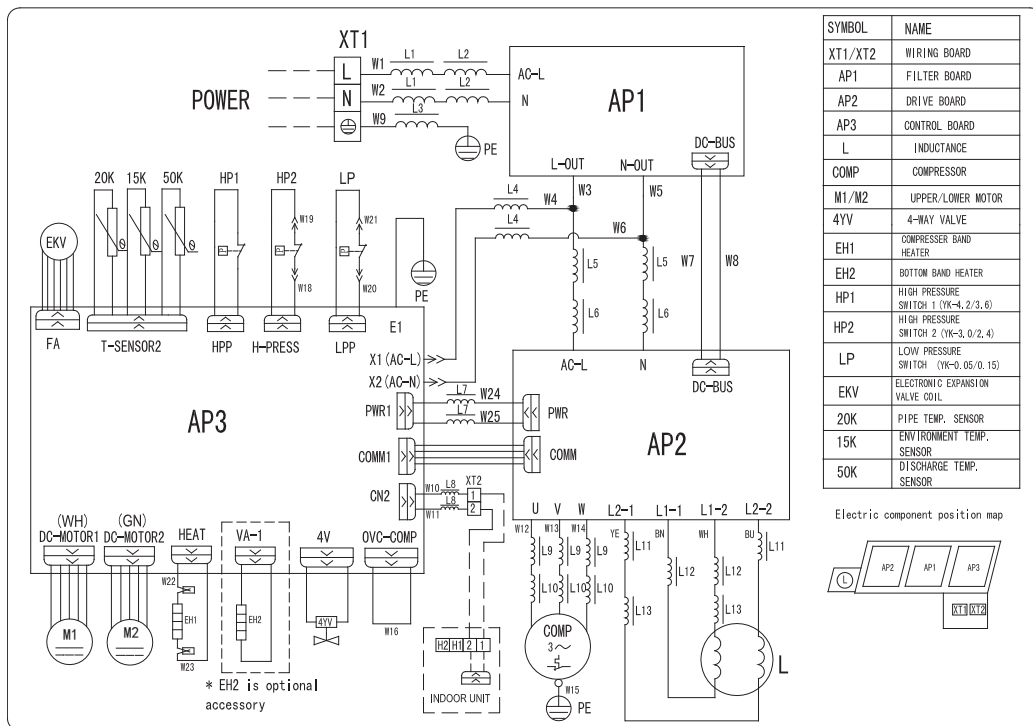 XT1
L
N
POWER
W1
L1
L2
W2
L1
L2
W9
L3
PE
AC-L
N
AP1
L-OUT
N-OUT
DC-BUS
W3
W5
L4
W4
L4
W6
W7
W8
L5
L5
L6
L6
20K
15K
50K
HP1
HP2
LP
EKV
W19
W18
W21
W20
P
P
P
θ
θ
θ
PE
FA
T-SENSOR2
HPP
H-PRESS
LPP
E1
X1(AC-L)
X2(AC-N)
AP3
PWR1
L7
W24
L7
W25
PWR
COMM1
COMM
CN2
W10
L8
W11
L8
XT2
1
2
AC-L
N
DC-BUS
AP2
U
V
W
L2-1
L1-1
L1-2
L2-2
W12
W13
W14
YE
BN
WH
BU
L9
L9
L9
L10
L10
L10
L11
L12
L12
L11
L13
L13
COMP
3~
W15
PE
L
(WH)
DC-MOTOR1
(GN)
DC-MOTOR2
HEAT
VA-1
4V
OVC-COMP
W22
EH1
W23
EH2
4YV
W16
M1
M2
* EH2 is optional
accessory
H2 H1 2 1
INDOOR UNIT
SYMBOL NAME
XT1/XT2 WIRING BOARD
AP1 FILTER BOARD
AP2 DRIVE BOARD
AP3 CONTROL BOARD
L INDUCTANCE
COMP COMPRESSOR
M1/M2 UPPER/LOWER MOTOR
4YV 4-WAY VALVE
EH1 COMPRESSER BAND
HEATER
EH2 BOTTOM BAND HEATER
HP1 HIGH PRESSURE
SWITCH 1 (YK-4.2/3.6)
HP2 HIGH PRESSURE
SWITCH 2 (YK-3.0/2.4)
LP LOW PRESSURE
SWITCH (YK-0.05/0.15)
EKV ELECTRONIC EXPANSION
VALVE COIL
20K PIPE TEMP. SENSOR
15K ENVIRONMENT TEMP.
SENSOR
50K DISCHARGE TEMP.
SENSOR
Electric component position map
L
AP2
AP1
AP3
XT1 XT2